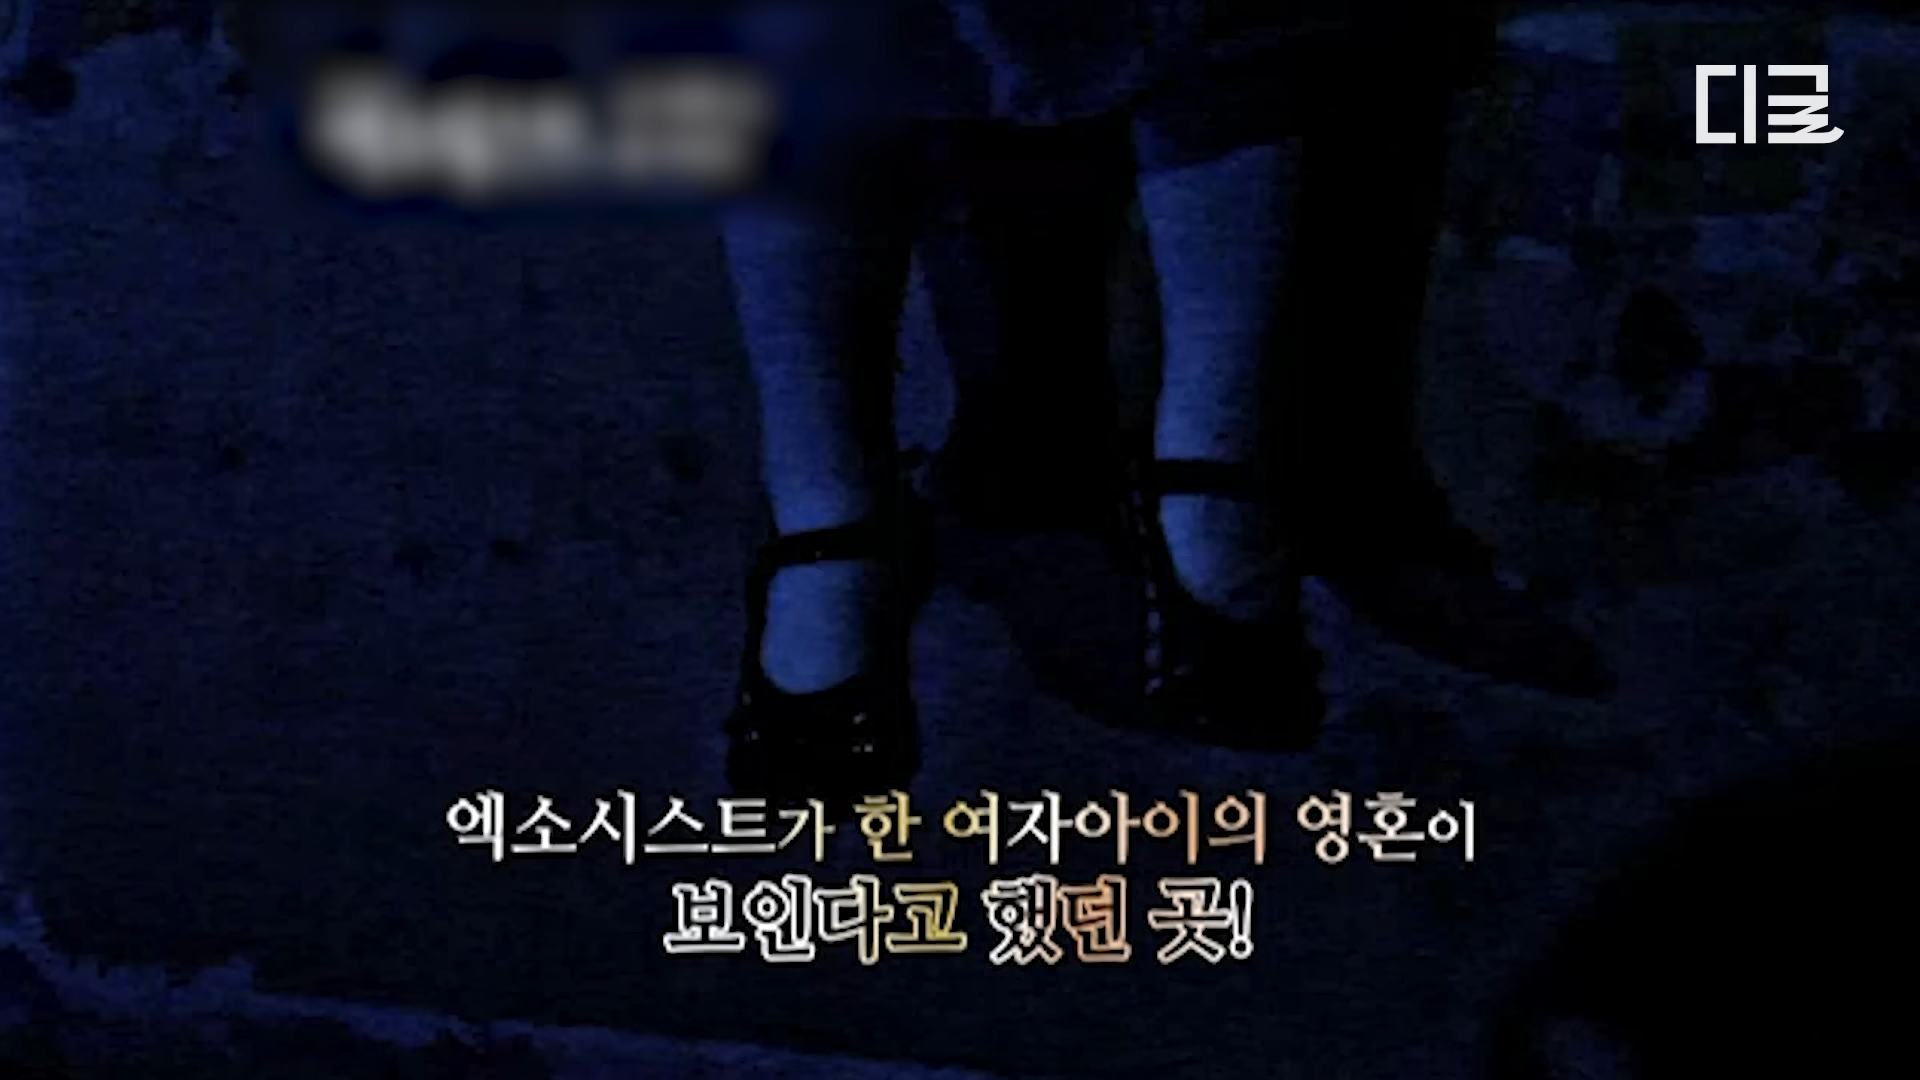 디글
엑소시스트가 한 여자아이의 영혼이
보인다고 했던 곳!